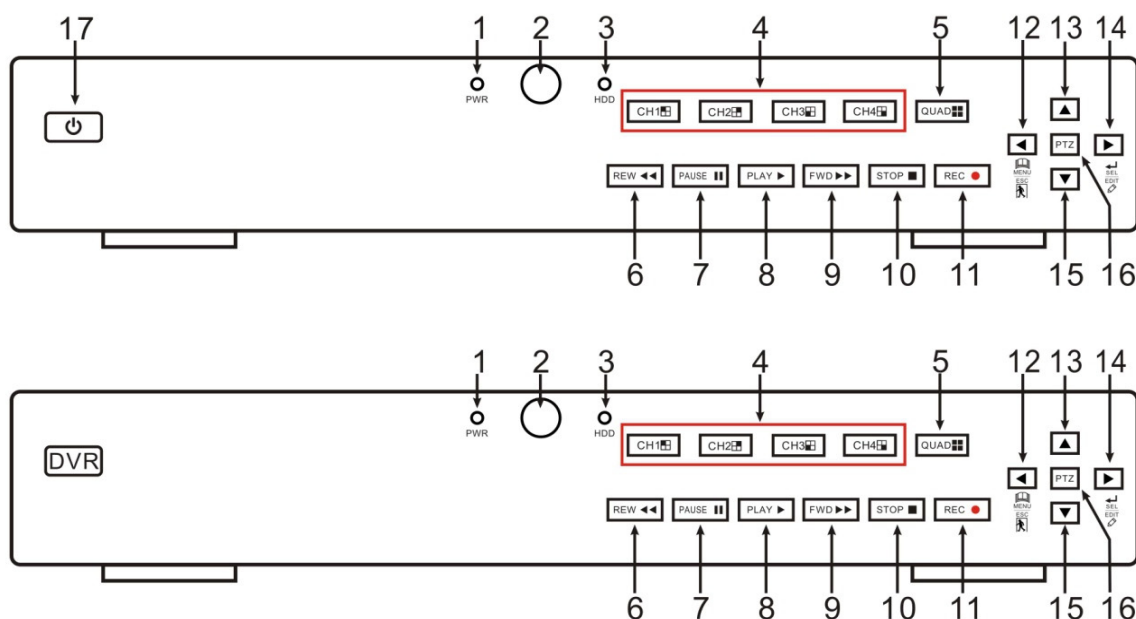 17 1 2 3 4 5 12 13 14
PWR HDD
CH1 CH2 CH3 CH4 QUAD
PTZ
MENU SEL
ESC EDIT
REW PAUSE PLAY FWD STOP REC
6 7 8 9 10 11 15 16
1 2 3 4 5 12 13 14
PWR HDD
CH1 CH2 CH3 CH4 QUAD
DVR PTZ
MENU SEL
ESC EDIT
REW PAUSE PLAY FWD STOP REC
6 7 8 9 10 11 15 16